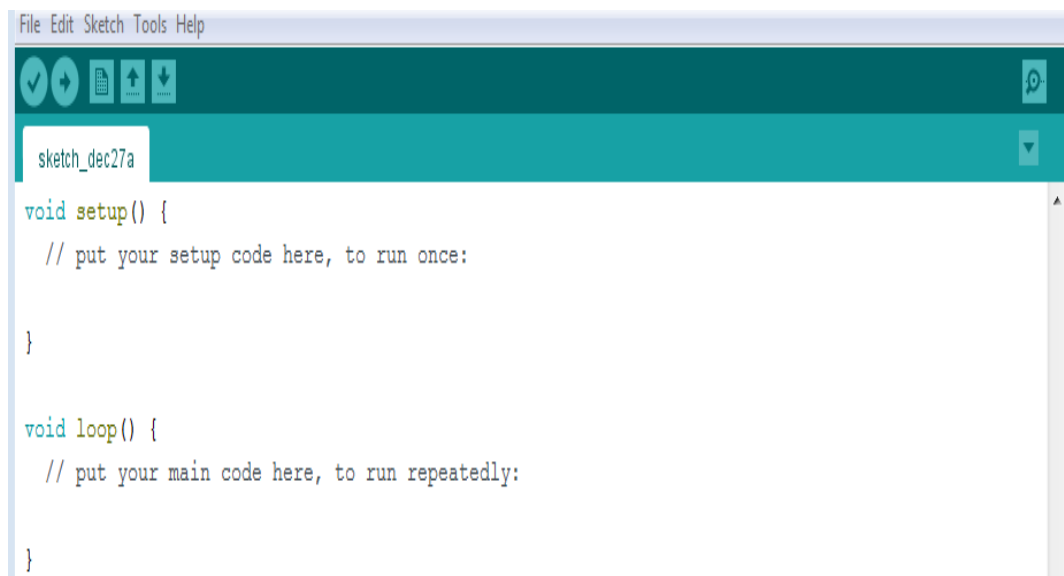 File Edit Sketch Tools Help
sketch_dec27a
void setup() {
  // put your setup code here, to run once:
}
void loop() {
  // put your main code here, to run repeatedly:
}